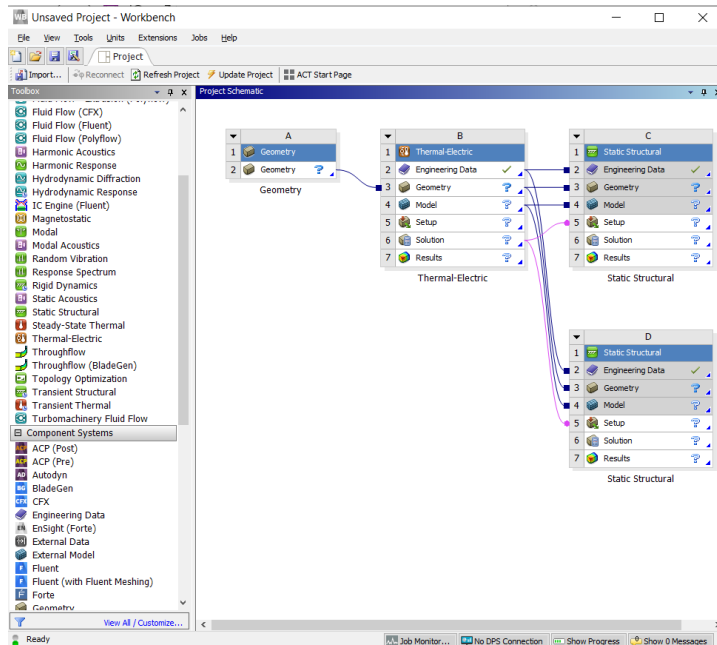 Unsaved Project - Workbench
File View Tools Units Extensions Jobs Help
Project
Import... Reconnect Refresh Project Update Project ACT Start Page
Toolbox
Project Schematic
Fluid Flow (CFX)
Fluid Flow (Fluent)
Fluid Flow (Polyflow)
Harmonic Acoustics
Harmonic Response
Hydrodynamic Diffraction
Hydrodynamic Response
IC Engine (Fluent)
Magnetostatic
Modal
Modal Acoustics
Random Vibration
Response Spectrum
Rigid Dynamics
Static Acoustics
Static Structural
Steady-State Thermal
Thermal-Electric
Throughflow
Throughflow (BladeGen)
Topology Optimization
Transient Structural
Transient Thermal
Turbomachinery Fluid Flow
Component Systems
ACP (Post)
ACP (Pre)
Autodyn
BladeGen
CFX
Engineering Data
EnSight (Forte)
External Data
External Model
Fluent
Fluent (with Fluent Meshing)
Forte
Geometry
View All / Customize...
A
1 Geometry
2 Geometry ?
Geometry
B
1 Thermal-Electric
2 Engineering Data ✓
3 Geometry ?
4 Model ?
5 Setup ?
6 Solution ?
7 Results ?
Thermal-Electric
C
1 Static Structural
2 Engineering Data ✓
3 Geometry ?
4 Model ?
5 Setup ?
6 Solution ?
7 Results ?
Static Structural
D
1 Static Structural
2 Engineering Data ✓
3 Geometry ?
4 Model ?
5 Setup ?
6 Solution ?
7 Results ?
Static Structural
Ready
Job Monitor... No DPS Connection Show Progress Show 0 Messages